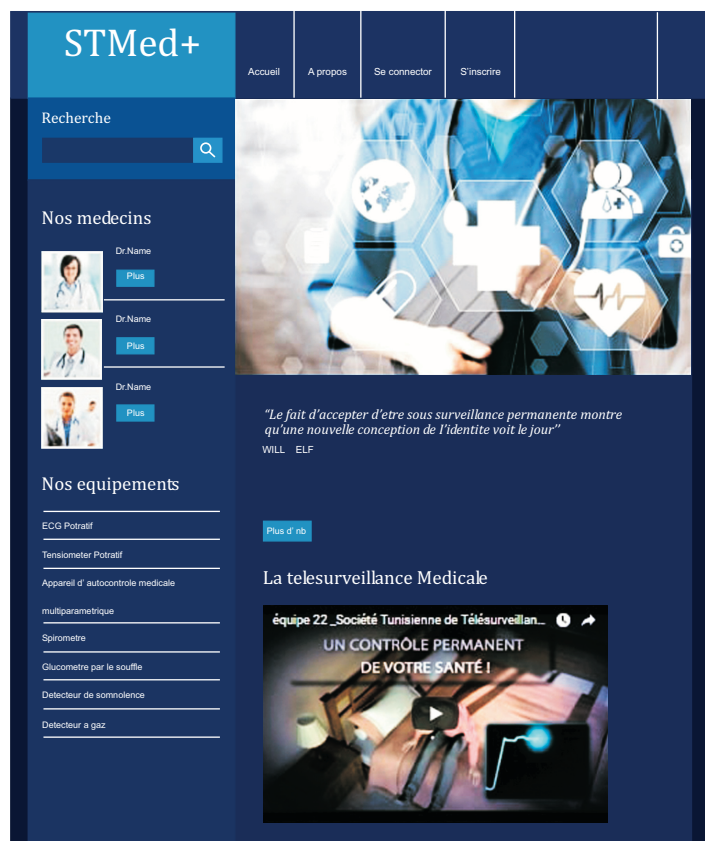 STMed+
Accueil
A propos
Se connector
S'inscrire
Recherche
Nos medecins
Dr.Name
Plus
Dr.Name
Plus
Dr.Name
Plus
Nos equipements
ECG Potratif
Tensiometer Potratif
Appareil d' autocontrole medicale
multiparametrique
Spirometre
Glucometre par le souffle
Detecteur de somnolence
Detecteur a gaz
“Le fait d'accepter d'etre sous surveillance permanente montre
qu'une nouvelle conception de l'identite voit le jour’’
WILL ELF
Plus d' nb
La telesurveillance Medicale
équipe 22 _Société Tunisienne de Télésurveillan...
UN CONTRÔLE PERMANENT
DE VOTRE SANTÉ !